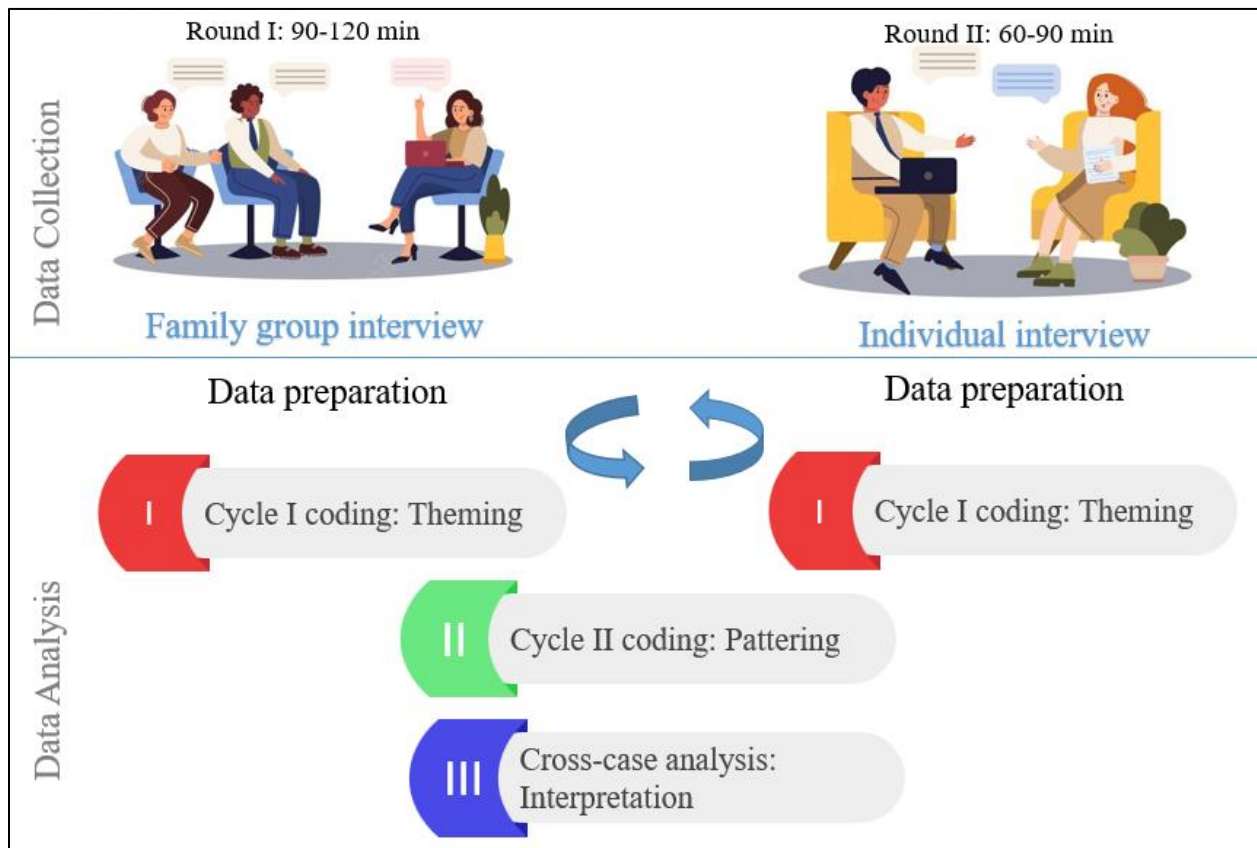 Round I: 90-120 min
Round II: 60-90 min
Data Collection
Family group interview
Individual interview
Data preparation
Data preparation
I
Cycle I coding: Theming
I
Cycle I coding: Theming
Data Analysis
II
Cycle II coding: Pattering
III
Cross-case analysis:
Interpretation